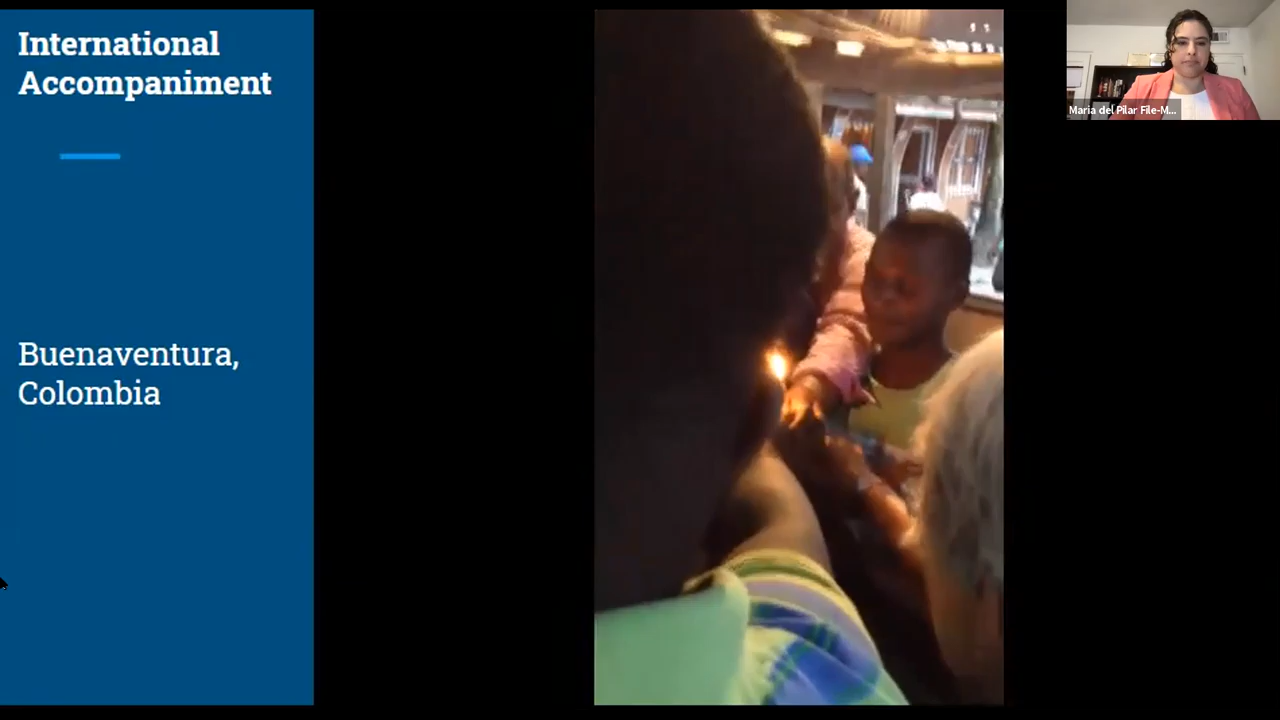 International
Accompaniment
Buenaventura,
Colombia
Maria del Pilar File-M...